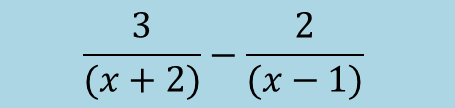 3/(x + 2) − 2/(x − 1)